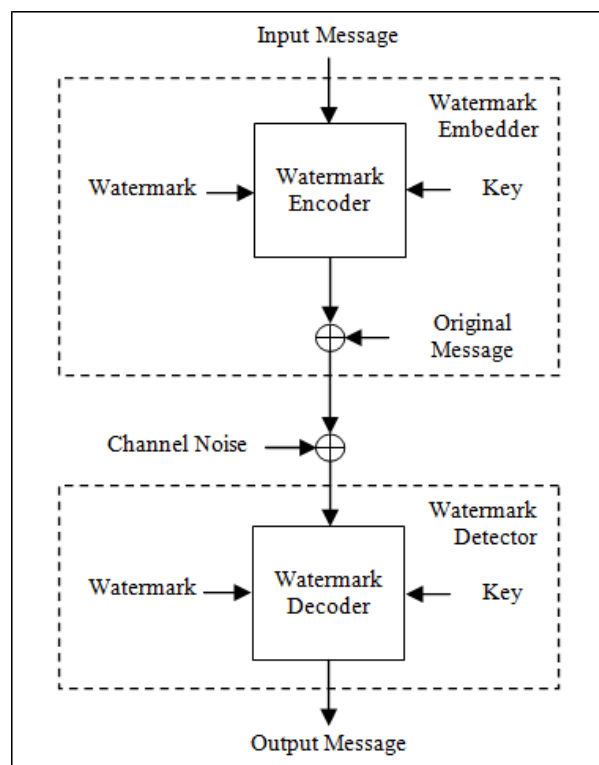 Input Message
Watermark
Embedder
Watermark
Watermark
Encoder
Key
Original
Message
Channel Noise
Watermark
Detector
Watermark
Watermark
Decoder
Key
Output Message